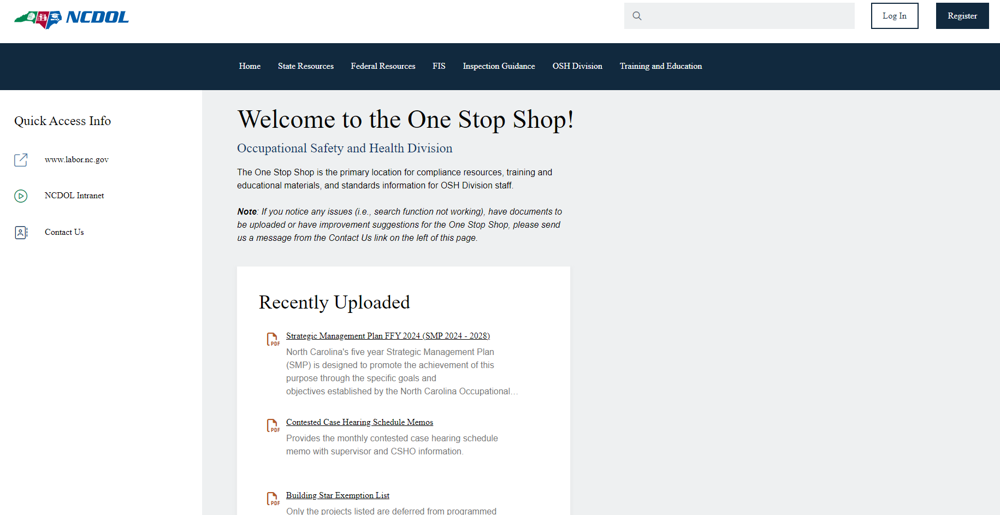 NCDOL
Log In
Register
Home
State Resources
Federal Resources
FIS
Inspection Guidance
OSH Division
Training and Education
Quick Access Info
www.labor.nc.gov
NCDOL Intranet
Contact Us
Welcome to the One Stop Shop!
Occupational Safety and Health Division
The One Stop Shop is the primary location for compliance resources, training and
educational materials, and standards information for OSH Division staff.
Note: If you notice any issues (i.e., search function not working), have documents to
be uploaded or have improvement suggestions for the One Stop Shop, please send
us a message from the Contact Us link on the left of this page.
Recently Uploaded
PDF
Strategic Management Plan FFY 2024 (SMP 2024 - 2028)
North Carolina's five year Strategic Management Plan
(SMP) is designed to promote the achievement of this
purpose through the specific goals and
objectives established by the North Carolina Occupational…
PDF
Contested Case Hearing Schedule Memos
Provides the monthly contested case hearing schedule
memo with supervisor and CSHO information.
PDF
Building Star Exemption List
Only the projects listed are deferred from programmed